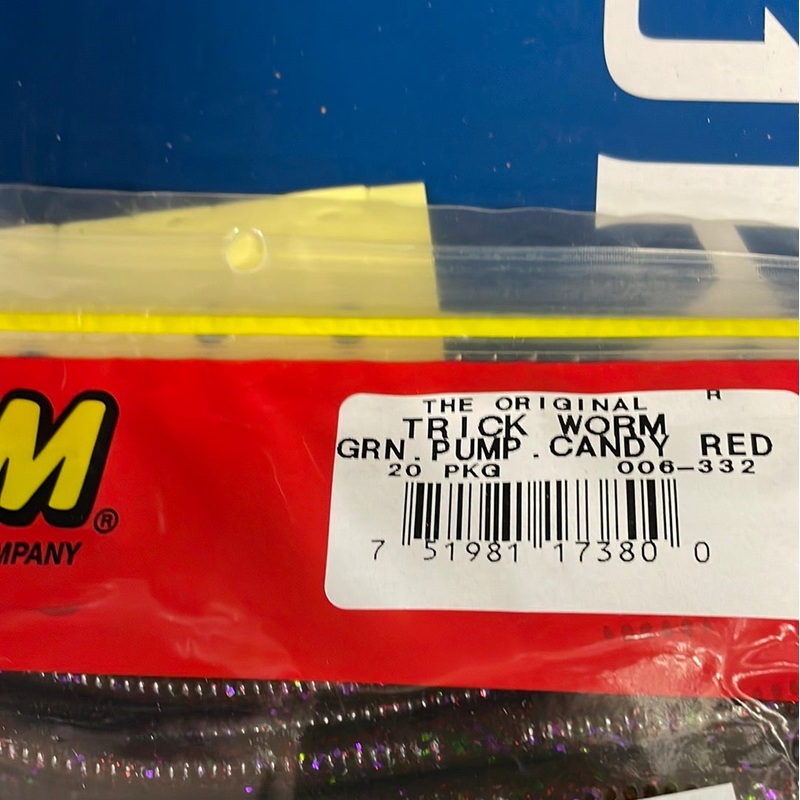 M®
MPANY
THE ORIGINAL R
TRICK WORM
GRN.PUMP.CANDY RED
20 PKG 006-332
7 51981 17380 0